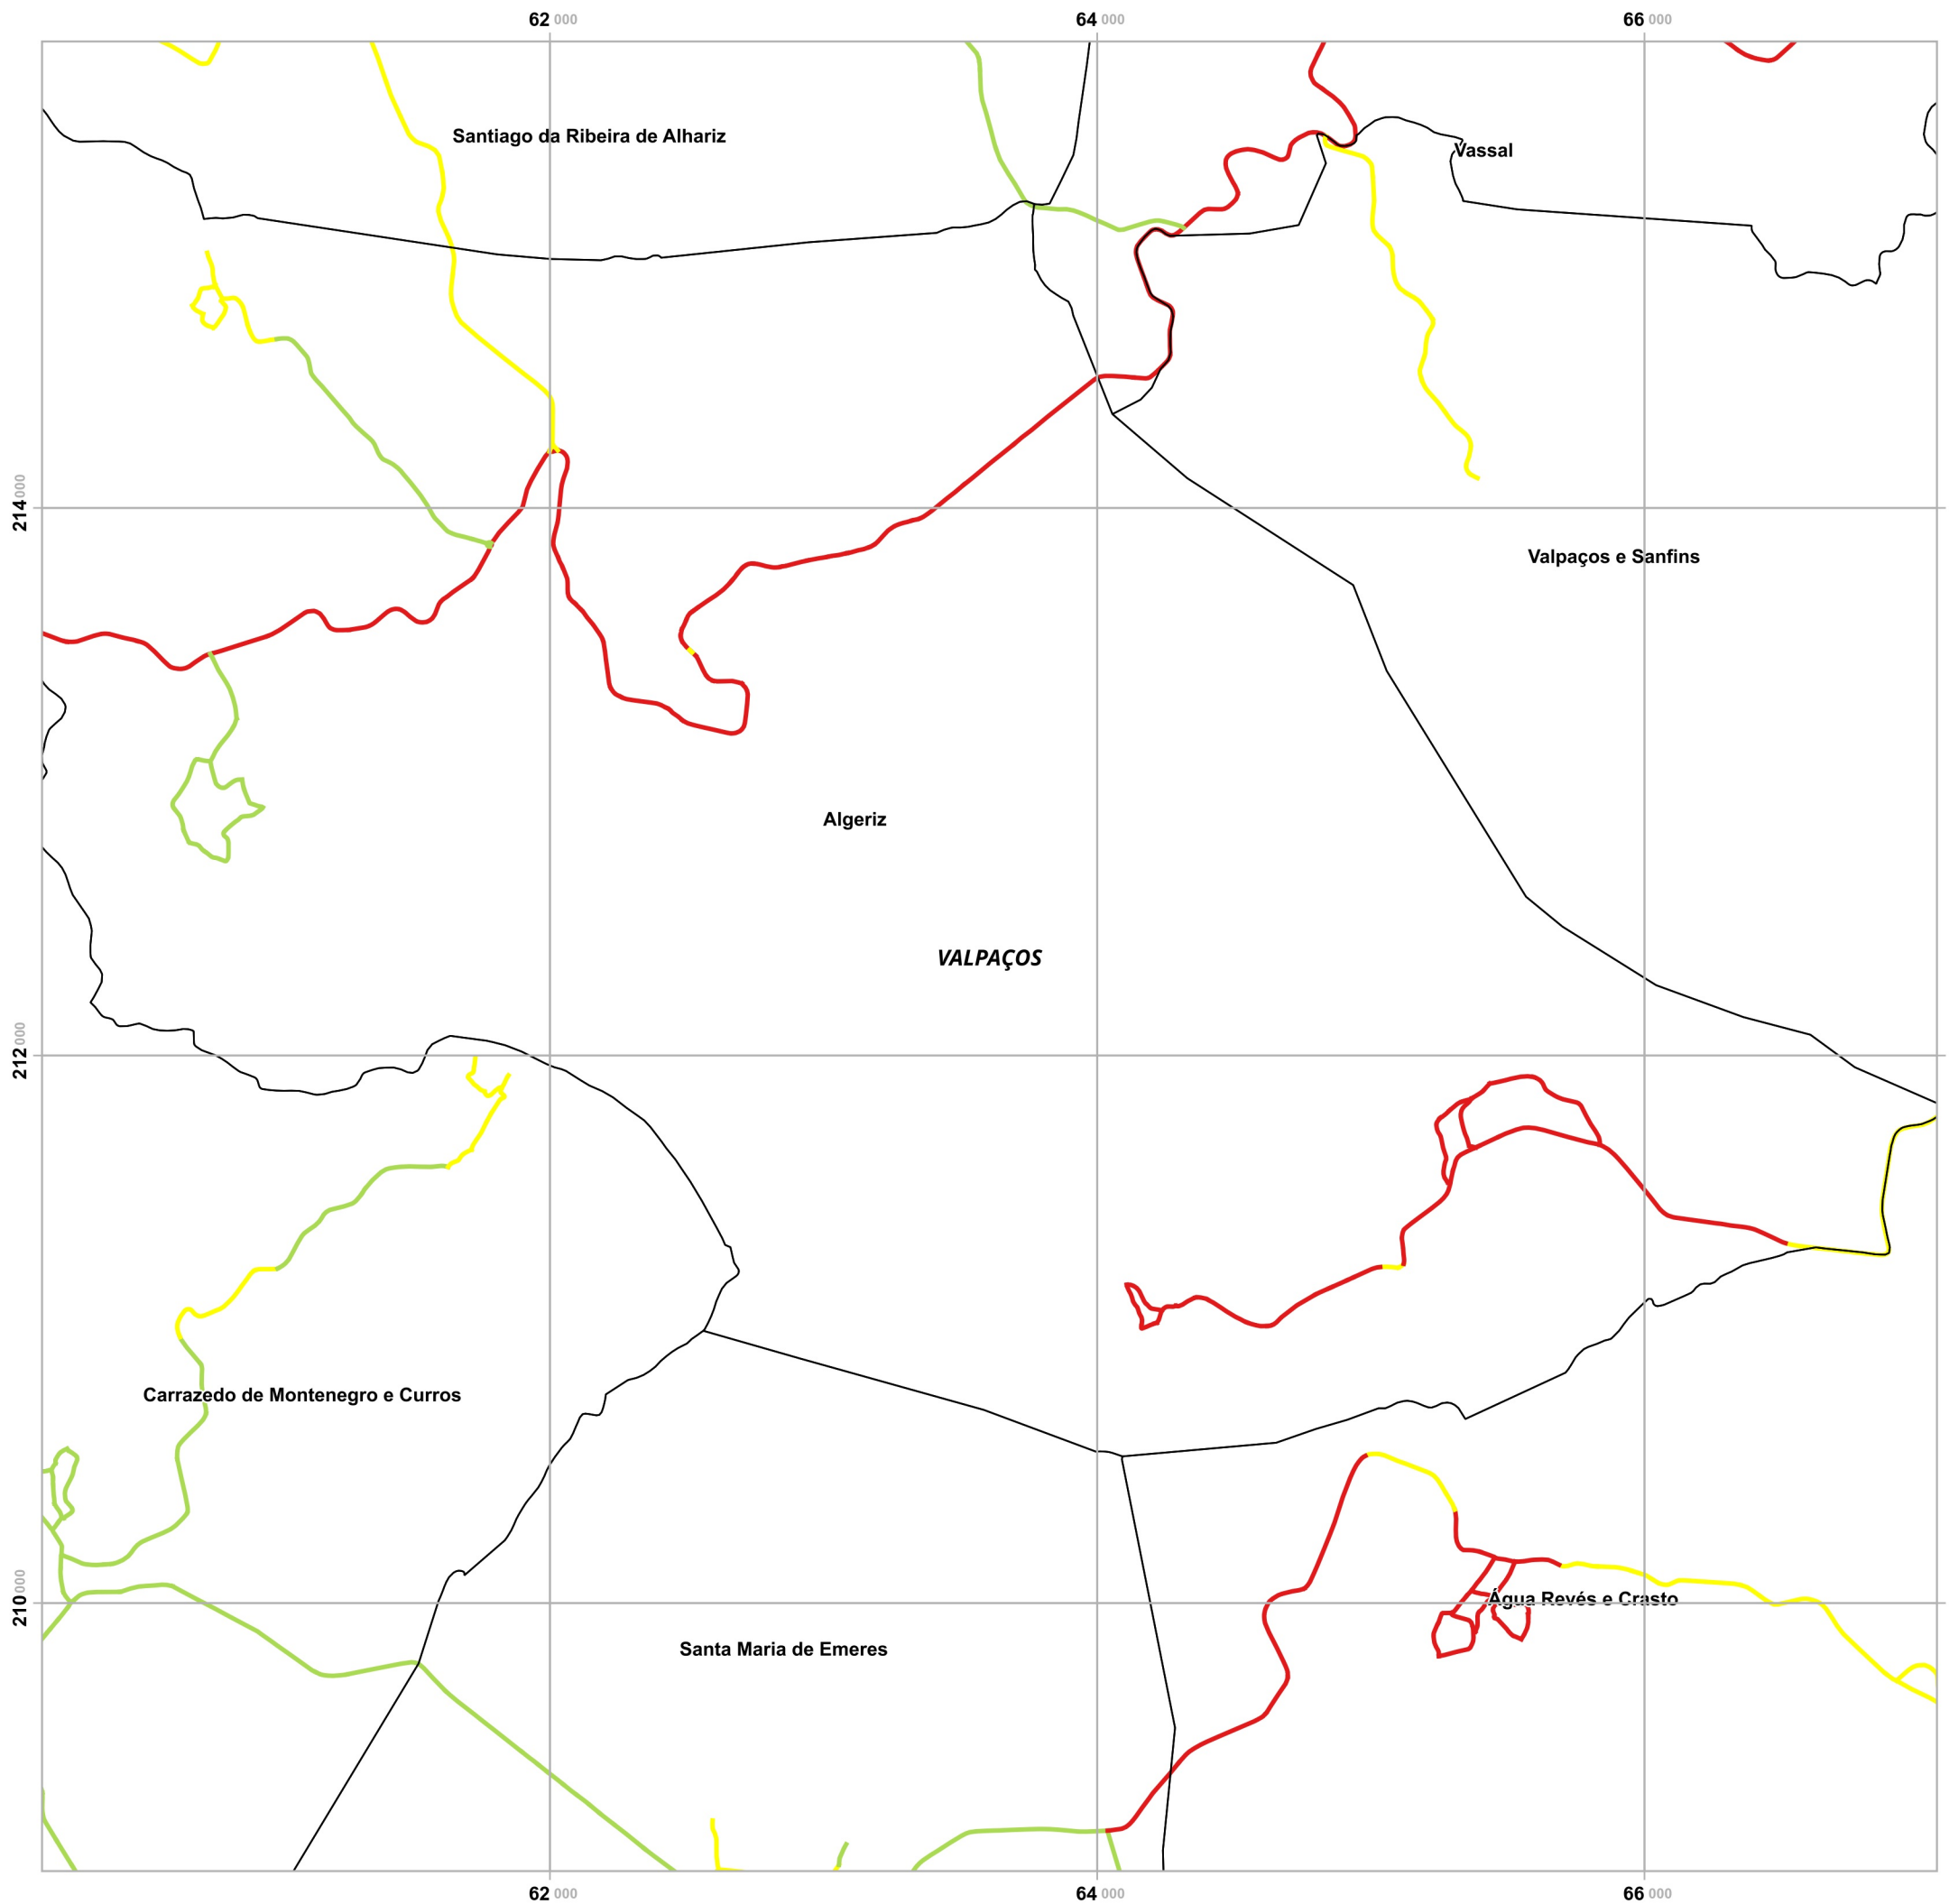 62 000 64 000 66 000
Santiago da Ribeira de Alhariz
Vassal
214 000
Valpaços e Sanfins
Algeriz
VALPAÇOS
212 000
Carrazedo de Montenegro e Curros
210 000
Água Revés e Crasto
Santa Maria de Emeres
62 000 64 000 66 000